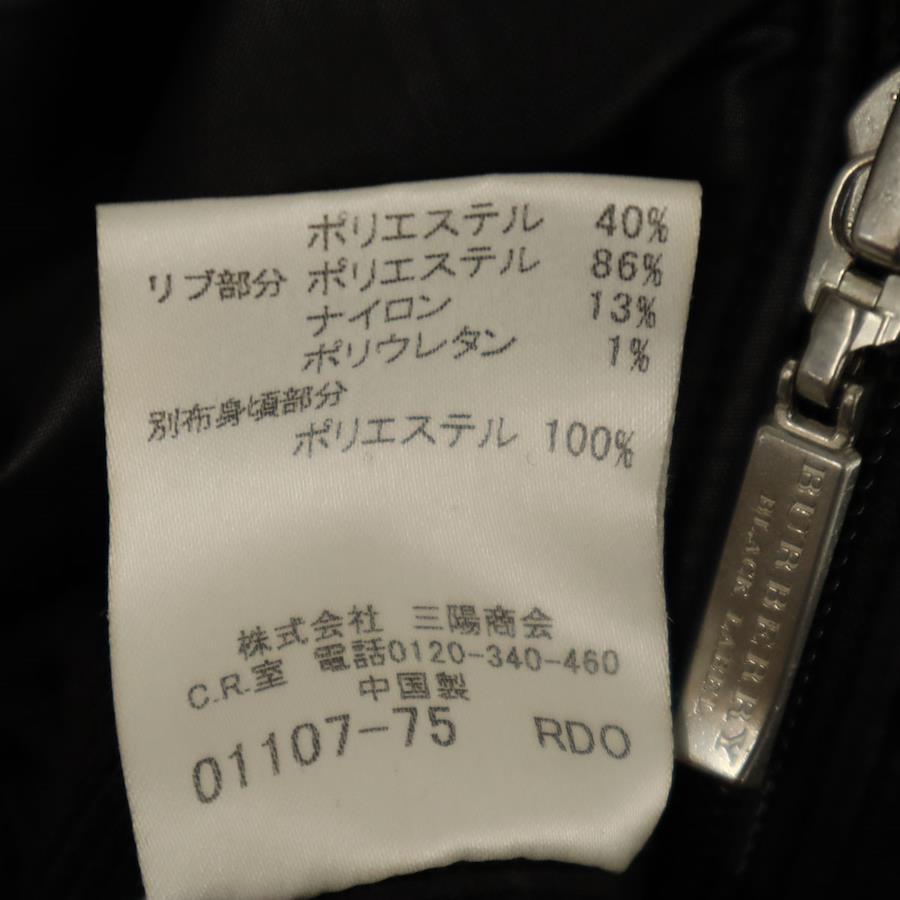 ポリエステル 40%
リブ部分 ポリエステル 86%
ナイロン 13%
ポリウレタン 1%
別布身頃部分
ポリエステル 100%
株式会社 三陽商会
C.R.室 電話0120-340-460
中国製
01107-75 RDO
BURBERRY
BLACK LABEL